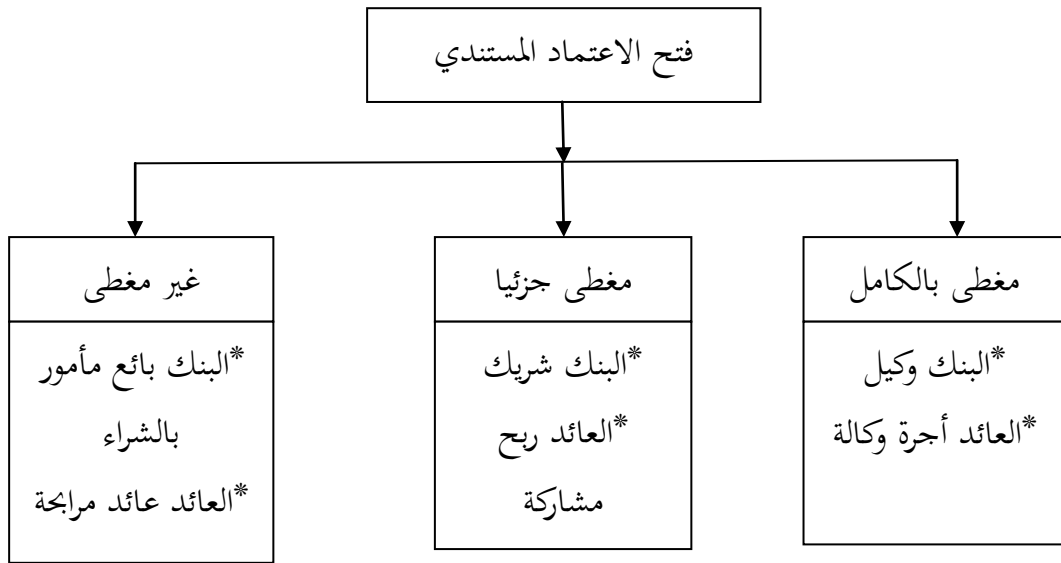 فتح الاعتماد المستندي
مغطى بالكامل
*البنك وكيل
*العائد أجرة وكالة
مغطى جزئيا
*البنك شريك
*العائد ربح
مشاركة
غير مغطى
*البنك بائع مأمور
بالشراء
*العائد عائد مرابحة